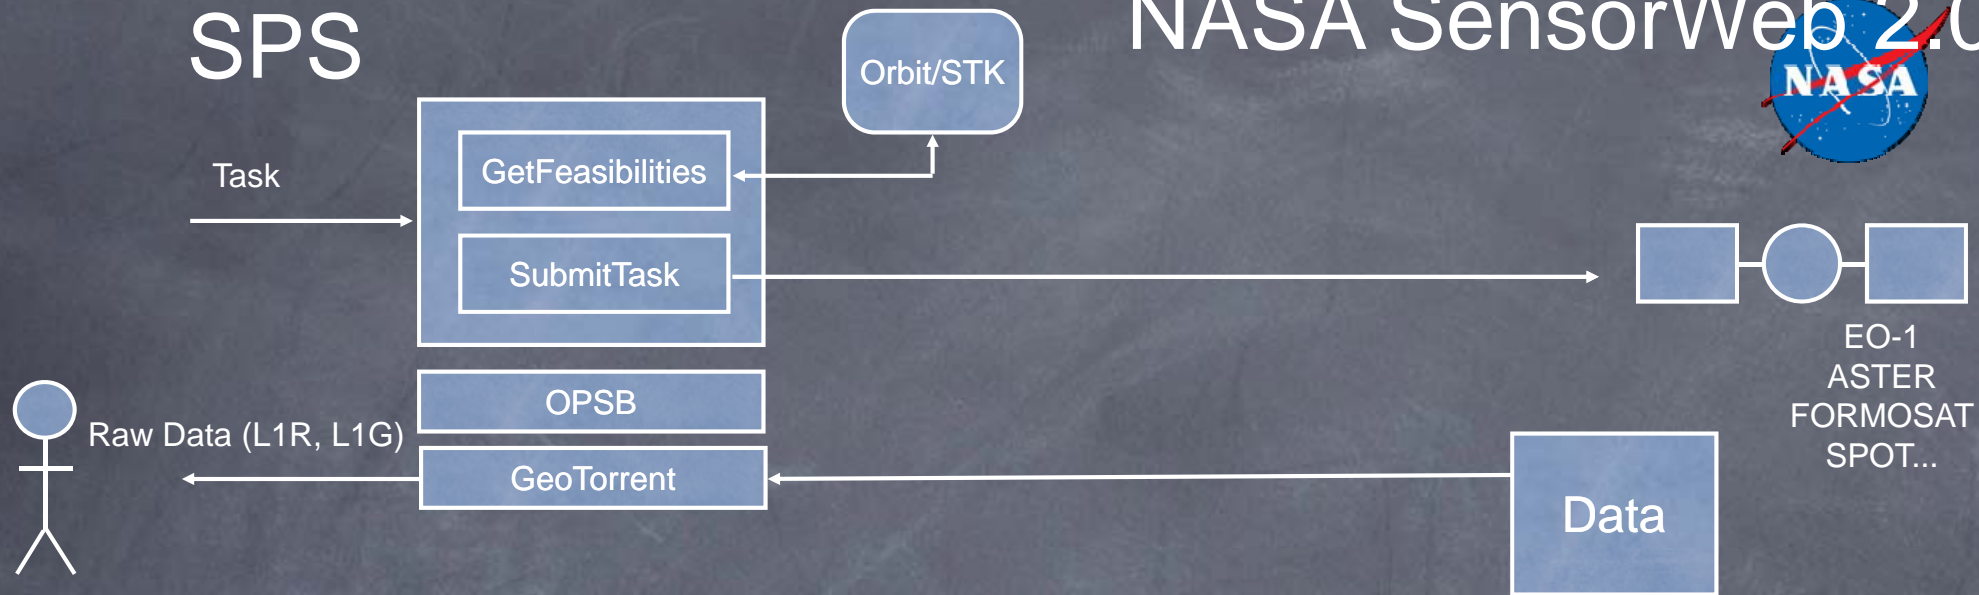 SPS
NASA SensorWeb 2.0
NASA
Orbit/STK
Task
GetFeasibilities
SubmitTask
EO-1
ASTER
FORMOSAT
SPOT...
OPSB
Raw Data (L1R, L1G)
GeoTorrent
Data